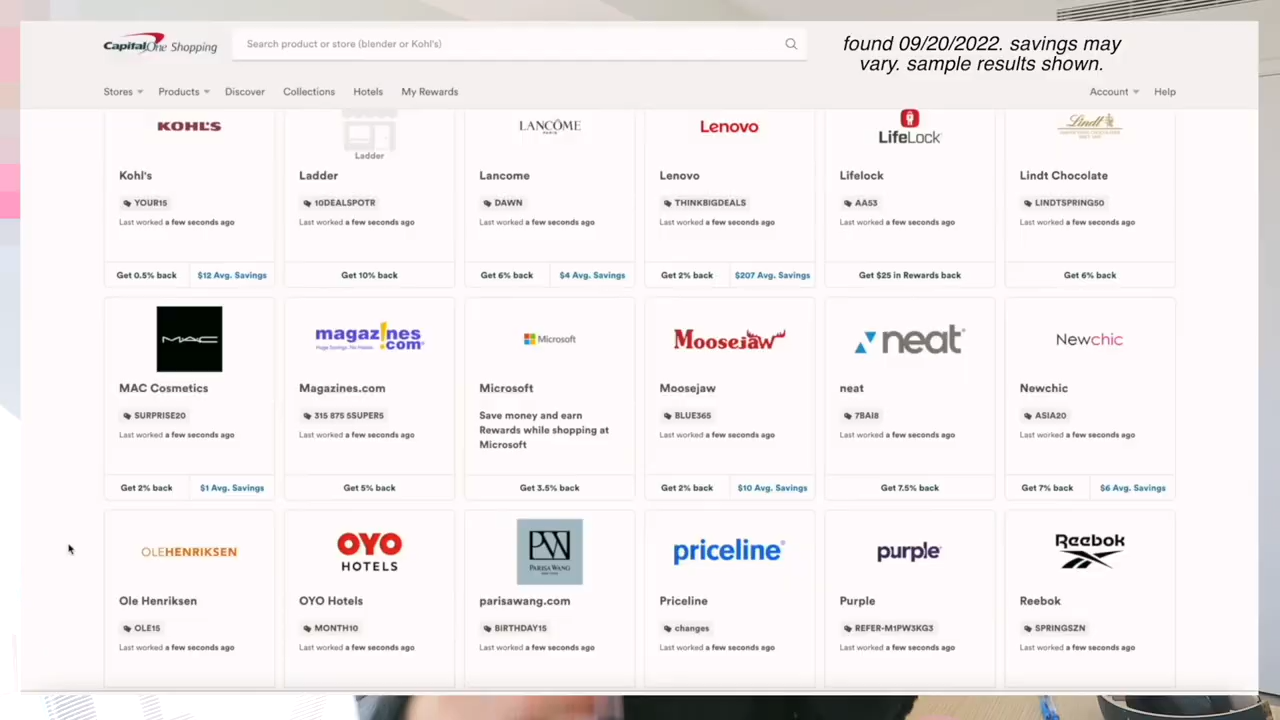 Capital One Shopping
Search product or store (blender or Kohl's)
found 09/20/2022. savings may
vary. sample results shown.
Stores
Products
Discover
Collections
Hotels
My Rewards
Account
Help
KOHL'S
Kohl's
YOUR15
Last worked a few seconds ago
Get 0.5% back
$12 Avg. Savings
Ladder
Ladder
10DEALSPOTR
Last worked a few seconds ago
Get 10% back
LANCÔME
PARIS
Lancome
DAWN
Last worked a few seconds ago
Get 6% back
$4 Avg. Savings
Lenovo
Lenovo
THINKBIGDEALS
Last worked a few seconds ago
Get 2% back
$207 Avg. Savings
LifeLock
Lifelock
AA53
Last worked a few seconds ago
Get $25 in Rewards back
Lindt
Lindt Chocolate
LINDTSPRING50
Last worked a few seconds ago
Get 6% back
MAC
MAC Cosmetics
SURPRISE20
Last worked a few seconds ago
Get 2% back
$1 Avg. Savings
magaz!nes
.com
Huge Savings. No Hassle.
Magazines.com
315 875 5SUPER5
Last worked a few seconds ago
Get 5% back
Microsoft
Microsoft
Save money and earn
Rewards while shopping at
Microsoft
Get 3.5% back
Moosejaw
Moosejaw
BLUE365
Last worked a few seconds ago
Get 2% back
$10 Avg. Savings
neat
neat
7BAI8
Last worked a few seconds ago
Get 7.5% back
Newchic
Newchic
ASIA20
Last worked a few seconds ago
Get 7% back
$6 Avg. Savings
OLEHENRIKSEN
Ole Henriksen
OLE15
Last worked a few seconds ago
OYO
HOTELS
OYO Hotels
MONTH10
Last worked a few seconds ago
PW
PARISA WANG
parisawang.com
BIRTHDAY15
Last worked a few seconds ago
priceline
Priceline
changes
Last worked a few seconds ago
purple
Purple
REFER-M1PW3KG3
Last worked a few seconds ago
Reebok
Reebok
SPRINGSZN
Last worked a few seconds ago